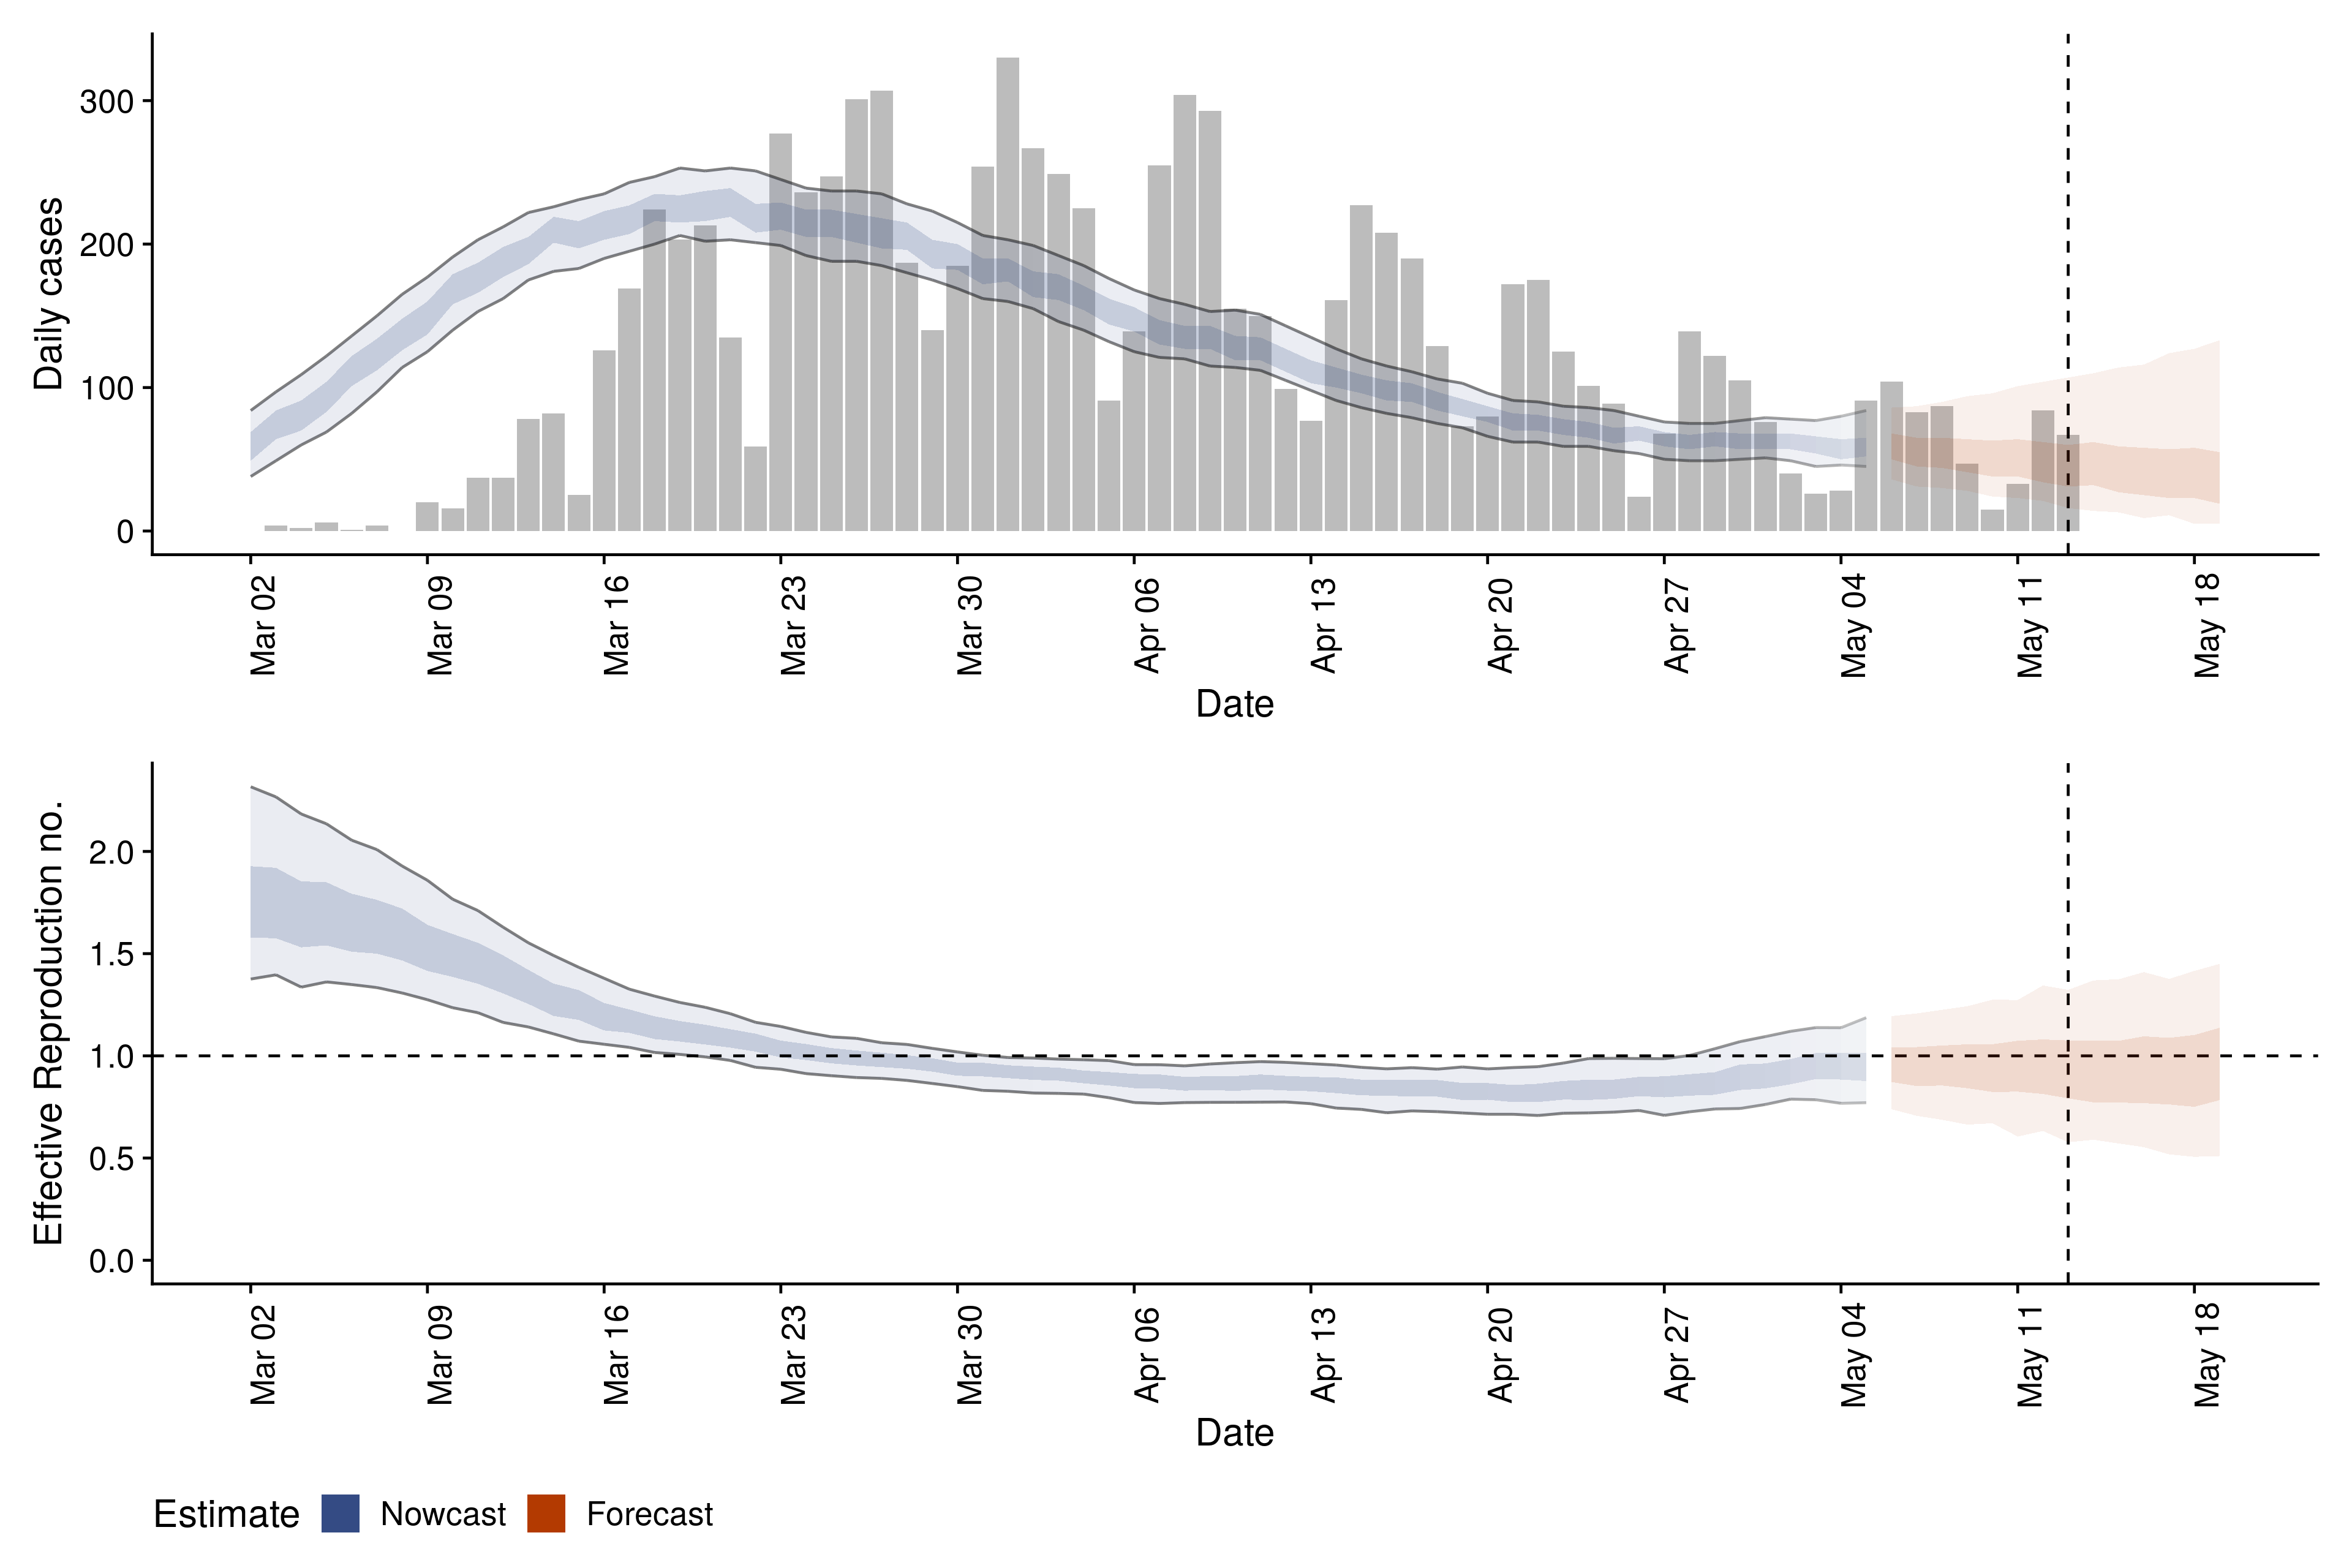 Daily cases
300
200
100
0
Mar 02
Mar 09
Mar 16
Mar 23
Mar 30
Apr 06
Apr 13
Apr 20
Apr 27
May 04
May 11
May 18
Date
Effective Reproduction no.
2.0
1.5
1.0
0.5
0.0
Mar 02
Mar 09
Mar 16
Mar 23
Mar 30
Apr 06
Apr 13
Apr 20
Apr 27
May 04
May 11
May 18
Date
Estimate Nowcast Forecast